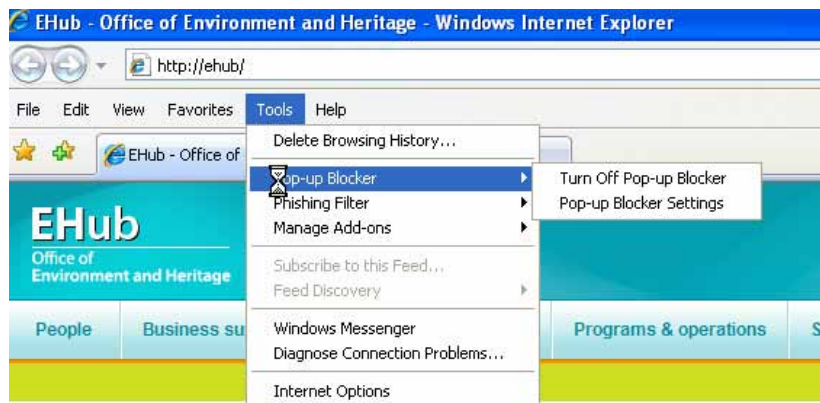 EHub - Office of Environment and Heritage - Windows Internet Explorer
http://ehub/
File Edit View Favorites Tools Help
EHub - Office of
Delete Browsing History...
Pop-up Blocker
Turn Off Pop-up Blocker
Phishing Filter
Pop-up Blocker Settings
Manage Add-ons
Subscribe to this Feed...
Feed Discovery
Windows Messenger
Diagnose Connection Problems...
Internet Options
EHub
Office of
Environment and Heritage
People Business su Programs & operations S